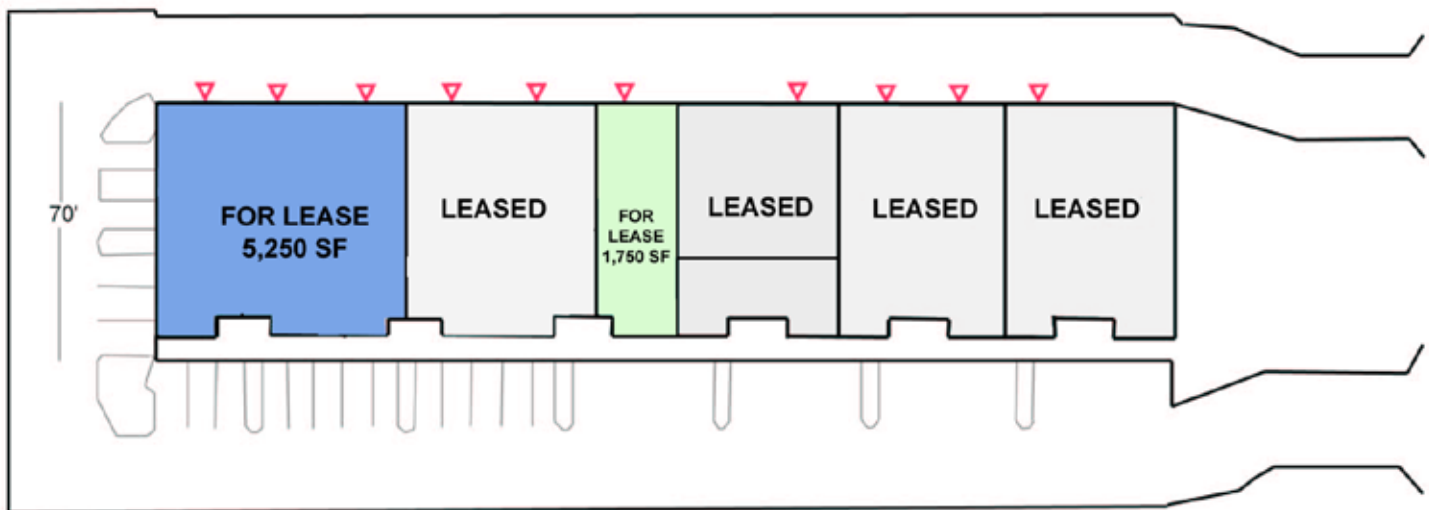 70'
FOR LEASE
5,250 SF
LEASED
FOR
LEASE
1,750 SF
LEASED
LEASED
LEASED